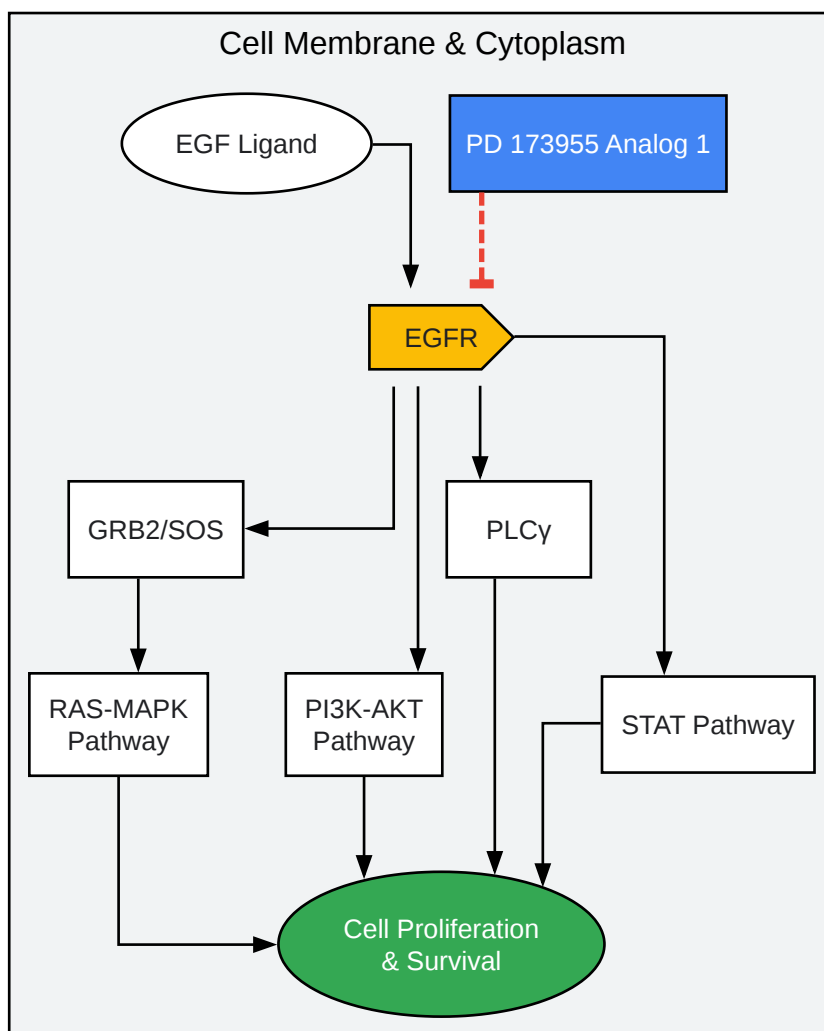 Cell Membrane & Cytoplasm
EGF Ligand
PD 173955 Analog 1
EGFR
GRB2/SOS
PLCγ
RAS-MAPK
Pathway
PI3K-AKT
Pathway
STAT Pathway
Cell Proliferation
& Survival